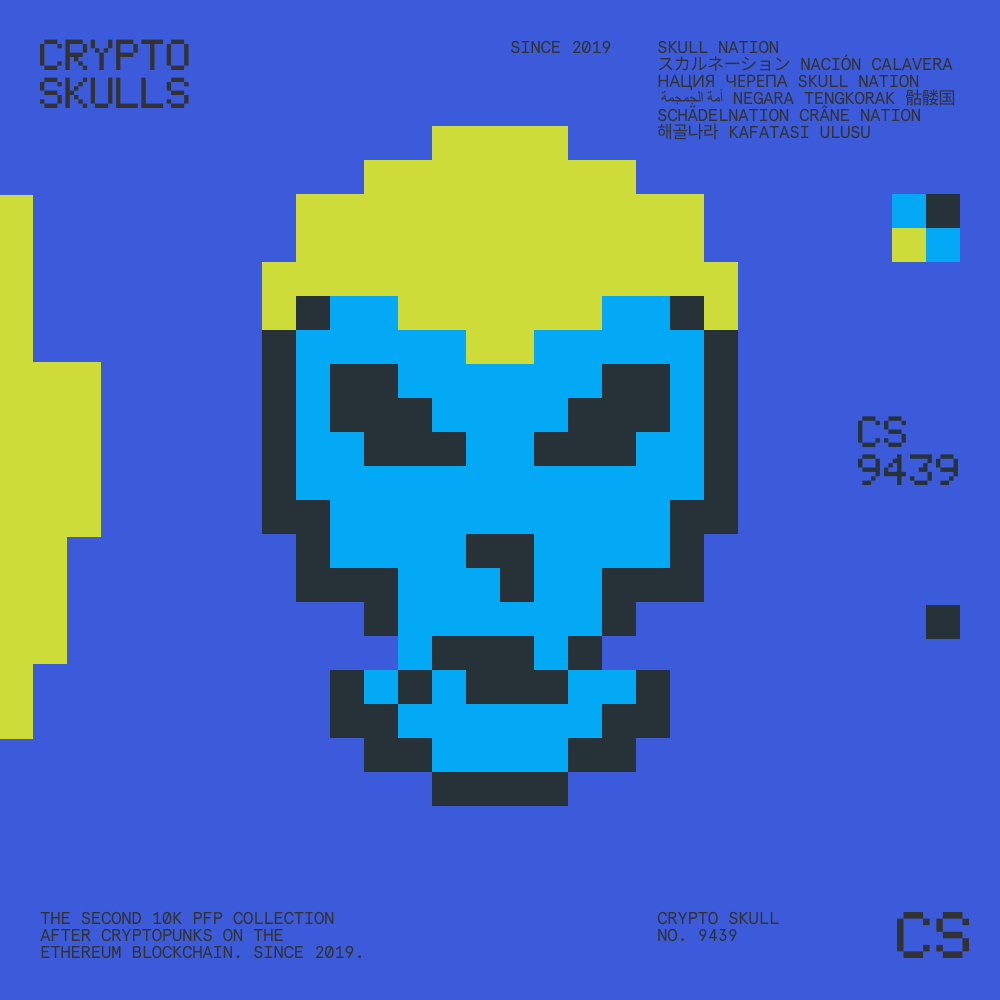 CRYPTO
SKULLS
SINCE 2019
SKULL NATION
スカルネーション NACIÓN CALAVERA
НАЦИЯ ЧЕРЕПА SKULL NATION
أمة الجمجمة NEGARA TENGKORAK 骷髅国
SCHÄDELNATION CRÂNE NATION
해골나라 KAFATASI ULUSU
CS
9439
THE SECOND 10K PFP COLLECTION
AFTER CRYPTOPUNKS ON THE
ETHEREUM BLOCKCHAIN. SINCE 2019.
CRYPTO SKULL
NO. 9439
CS